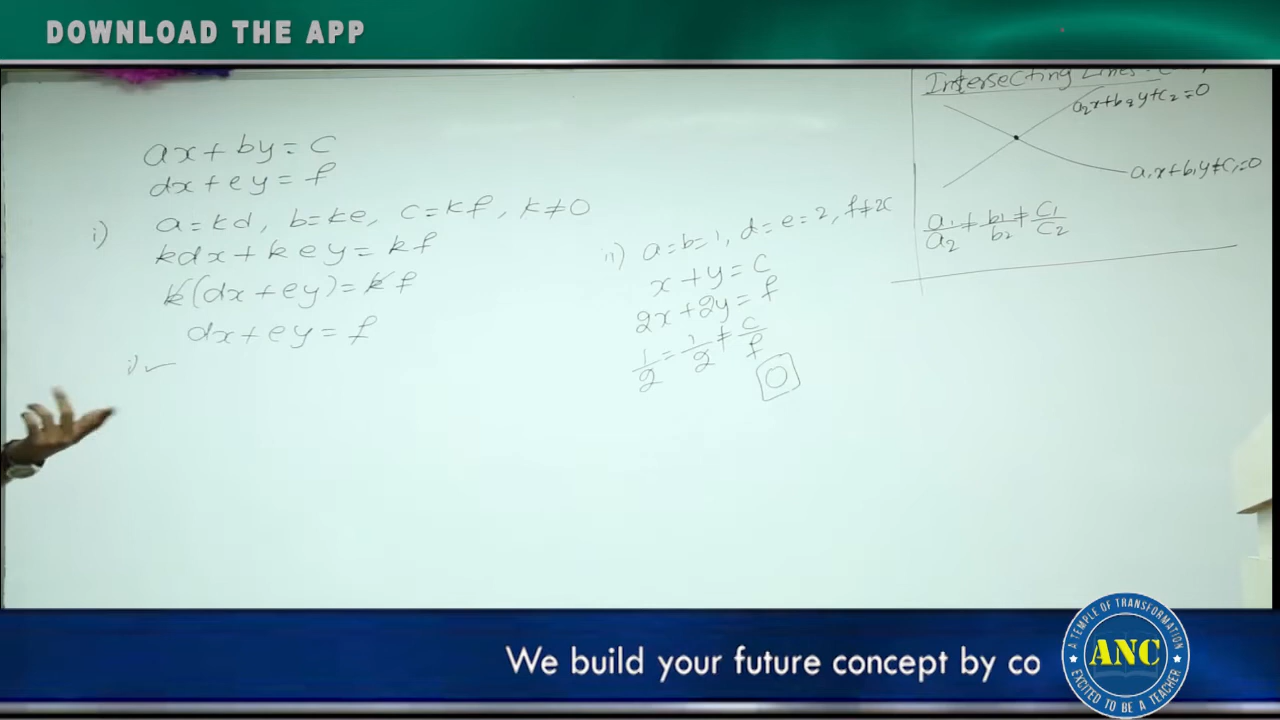 DOWNLOAD THE APP
ax + by = c
dx + ey = f
i) a = kd, b = ke, c = kf, k ≠ 0
kdx + key = kf
k(dx + ey) = kf
dx + ey = f
i) ✓
ii) a = b = 1, d = e = 2, f ≠ 2c
x + y = c
2x + 2y = f
1/2 = 1/2 ≠ c/f
0
Intersecting Lines
a₂x + b₂y + c₂ = 0
a₁x + b₁y + c₁ = 0
a₁/a₂ ≠ b₁/b₂ ≠ c₁/c₂
We build your future concept by co
A TEMPLE OF TRANSFORMATION
ANC
EXCITED TO BE A TEACHER